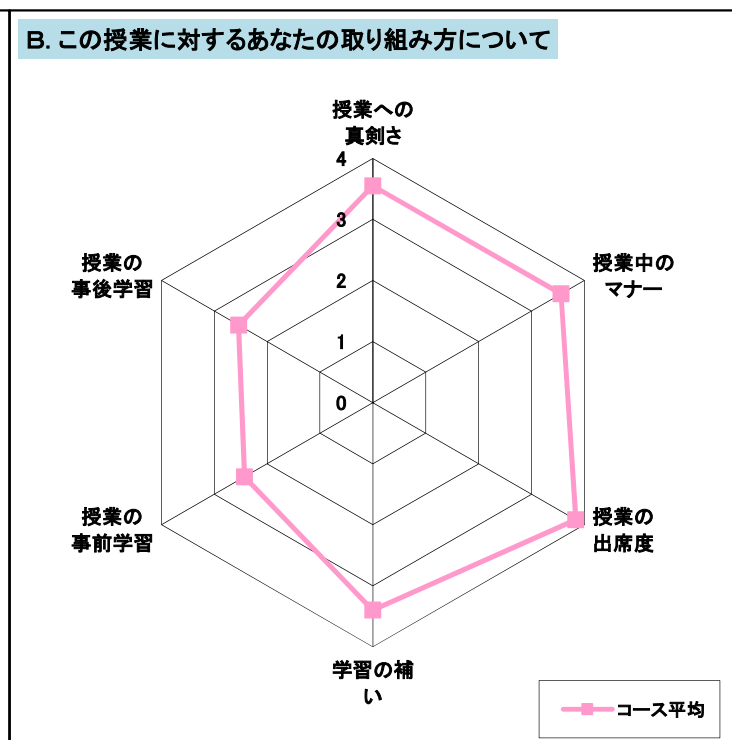 B. この授業に対するあなたの取り組み方について
授業への
真剣さ
4
3
2
1
0
授業中の
マナー
授業の
出席度
学習の補
い
授業の
事前学習
授業の
事後学習
コース平均